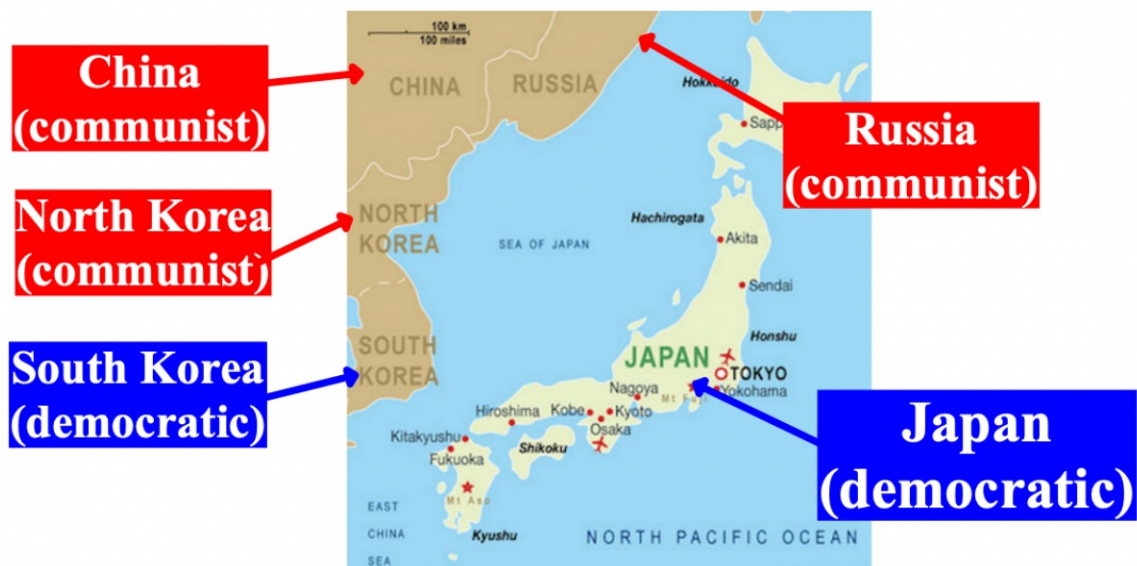 China
(communist)
North Korea
(communist)
South Korea
(democratic)
Russia
(communist)
Japan
(democratic)
100 km
100 miles
CHINA
RUSSIA
Hokkaido
Sapp
NORTH
KOREA
Hachirogata
SEA OF JAPAN
Akita
Sendai
Honshu
SOUTH
KOREA
JAPAN
TOKYO
Nagoya
Mt Fuji
Yokohama
Hiroshima
Kobe
Kyoto
Osaka
Kitakyushu
Shikoku
Fukuoka
Mt Aso
EAST
CHINA
SEA
Kyushu
NORTH PACIFIC OCEAN